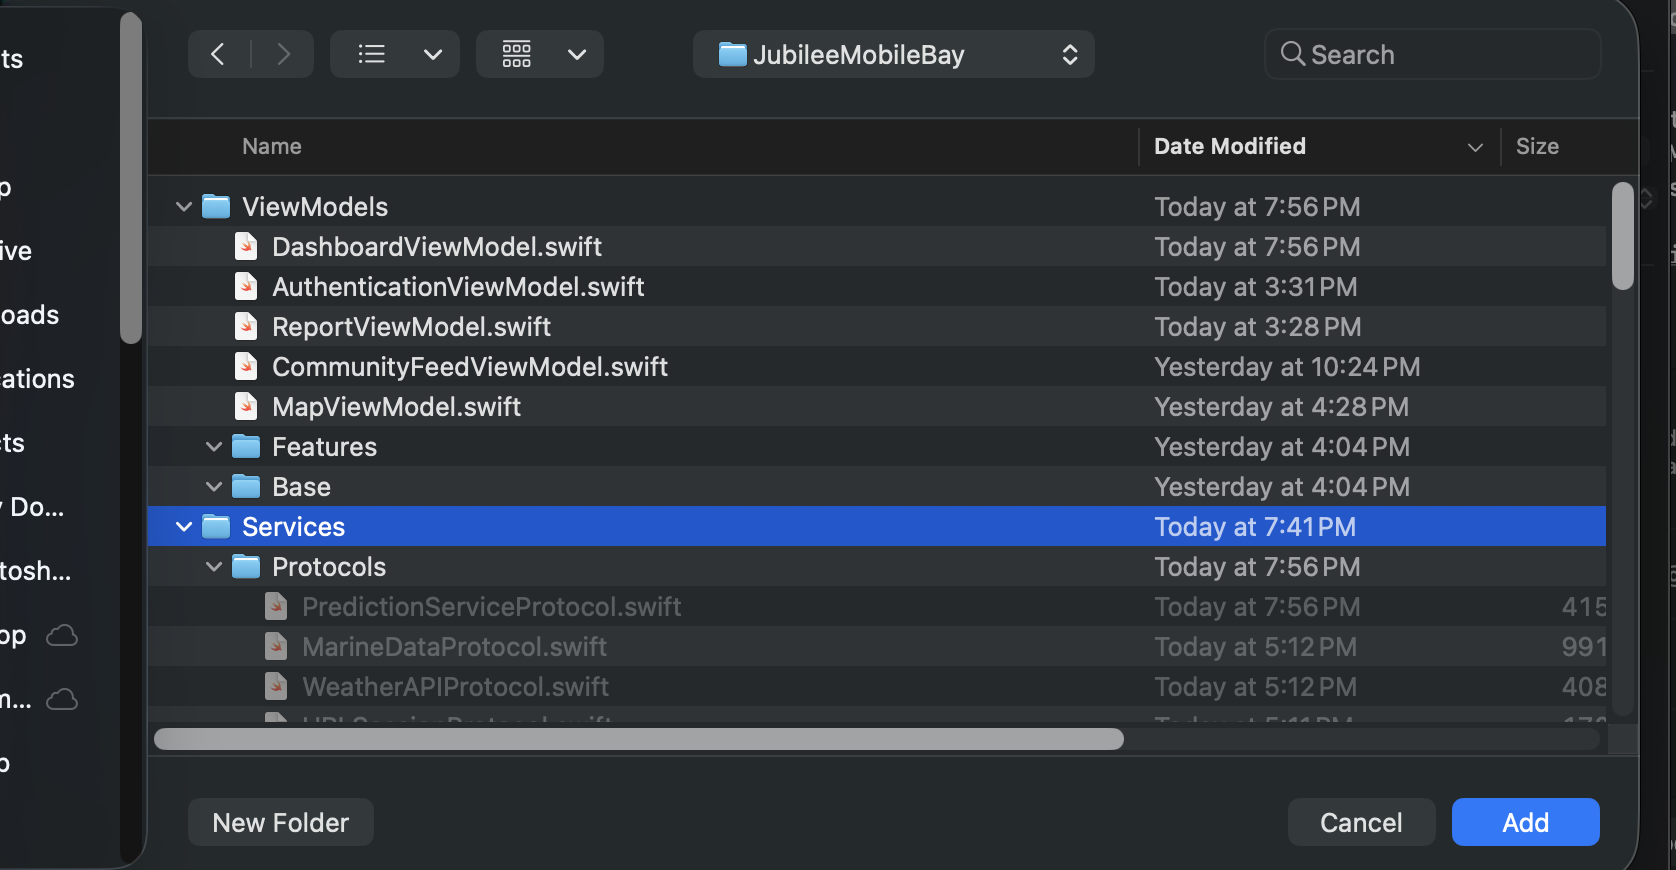 JubileeMobileBay
Search
Name
Date Modified
Size
ViewModels Today at 7:56 PM
DashboardViewModel.swift Today at 7:56 PM
AuthenticationViewModel.swift Today at 3:31 PM
ReportViewModel.swift Today at 3:28 PM
CommunityFeedViewModel.swift Yesterday at 10:24 PM
MapViewModel.swift Yesterday at 4:28 PM
Features Yesterday at 4:04 PM
Base Yesterday at 4:04 PM
Services Today at 7:41 PM
Protocols Today at 7:56 PM
PredictionServiceProtocol.swift Today at 7:56 PM 415
MarineDataProtocol.swift Today at 5:12 PM 991
WeatherAPIProtocol.swift Today at 5:12 PM 408
New Folder
Cancel
Add
ts
p
ive
oads
ations
ts
Do...
tosh...
op
m...